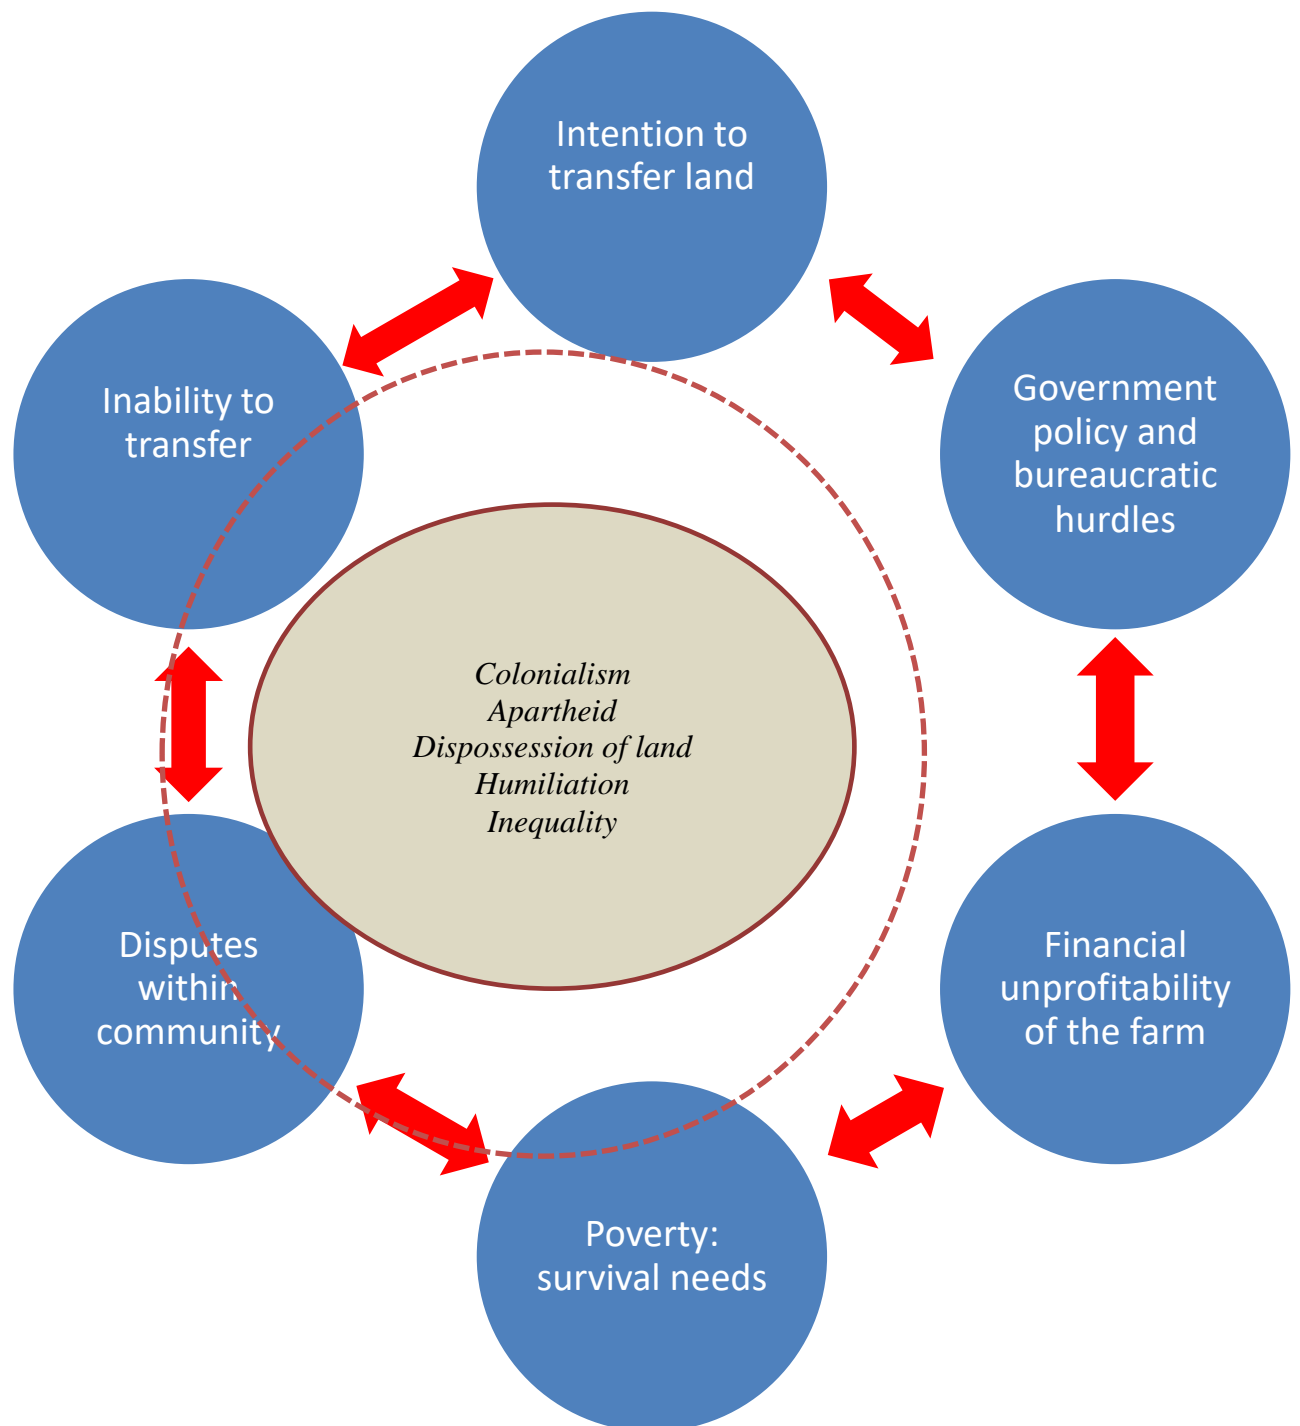 Intention to
transfer land
Government
policy and
bureaucratic
hurdles
Financial
unprofitability
of the farm
Poverty:
survival needs
Disputes
within
community
Inability to
transfer
Colonialism
Apartheid
Dispossession of land
Humiliation
Inequality